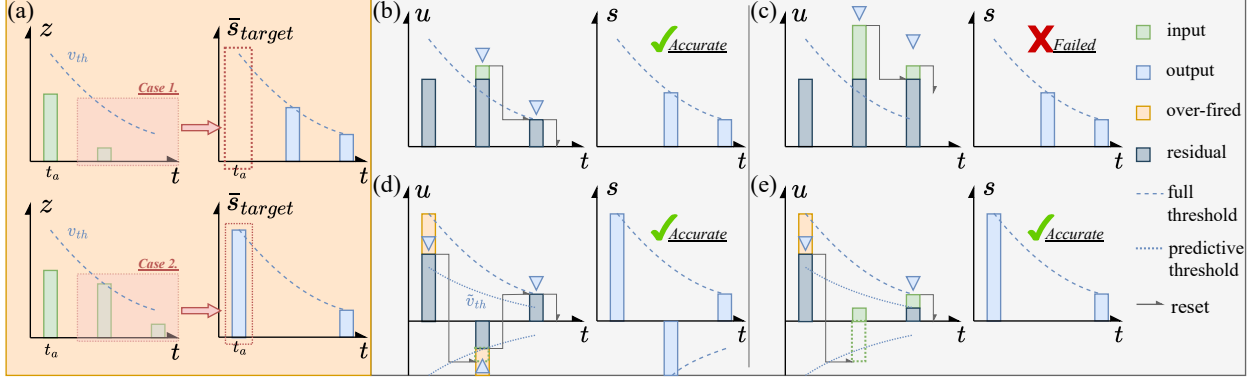 (a)
z
v_th
Case 1.
t_a
t
s̄_target
t_a
t
z
v_th
Case 2.
t_a
t
s̄_target
t_a
t
(b)
u
t
s
Accurate
t
(c)
u
t
s
Failed
t
(d)
u
ṽ_th
t
s
Accurate
t
(e)
u
t
s
Accurate
t
input
output
over-fired
residual
full
threshold
predictive
threshold
reset